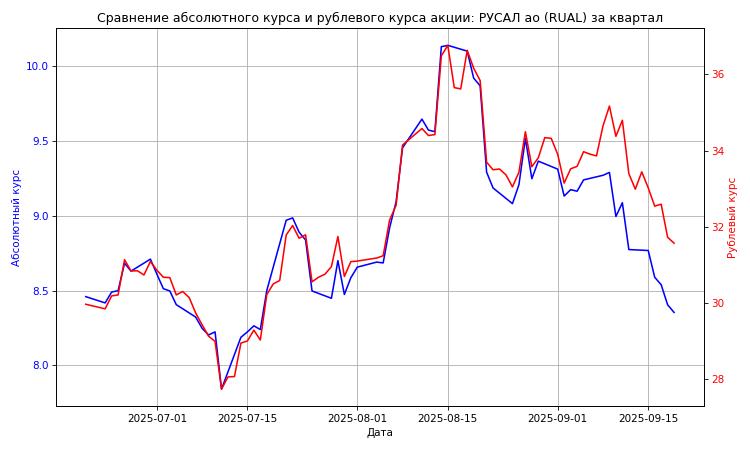 Сравнение абсолютного курса и рублевого курса акции: РУСАЛ ао (RUAL) за квартал
10.0
9.5
9.0
8.5
8.0
Абсолютный курс
36
34
32
30
28
Рублевый курс
2025-07-01 2025-07-15 2025-08-01 2025-08-15 2025-09-01 2025-09-15
Дата